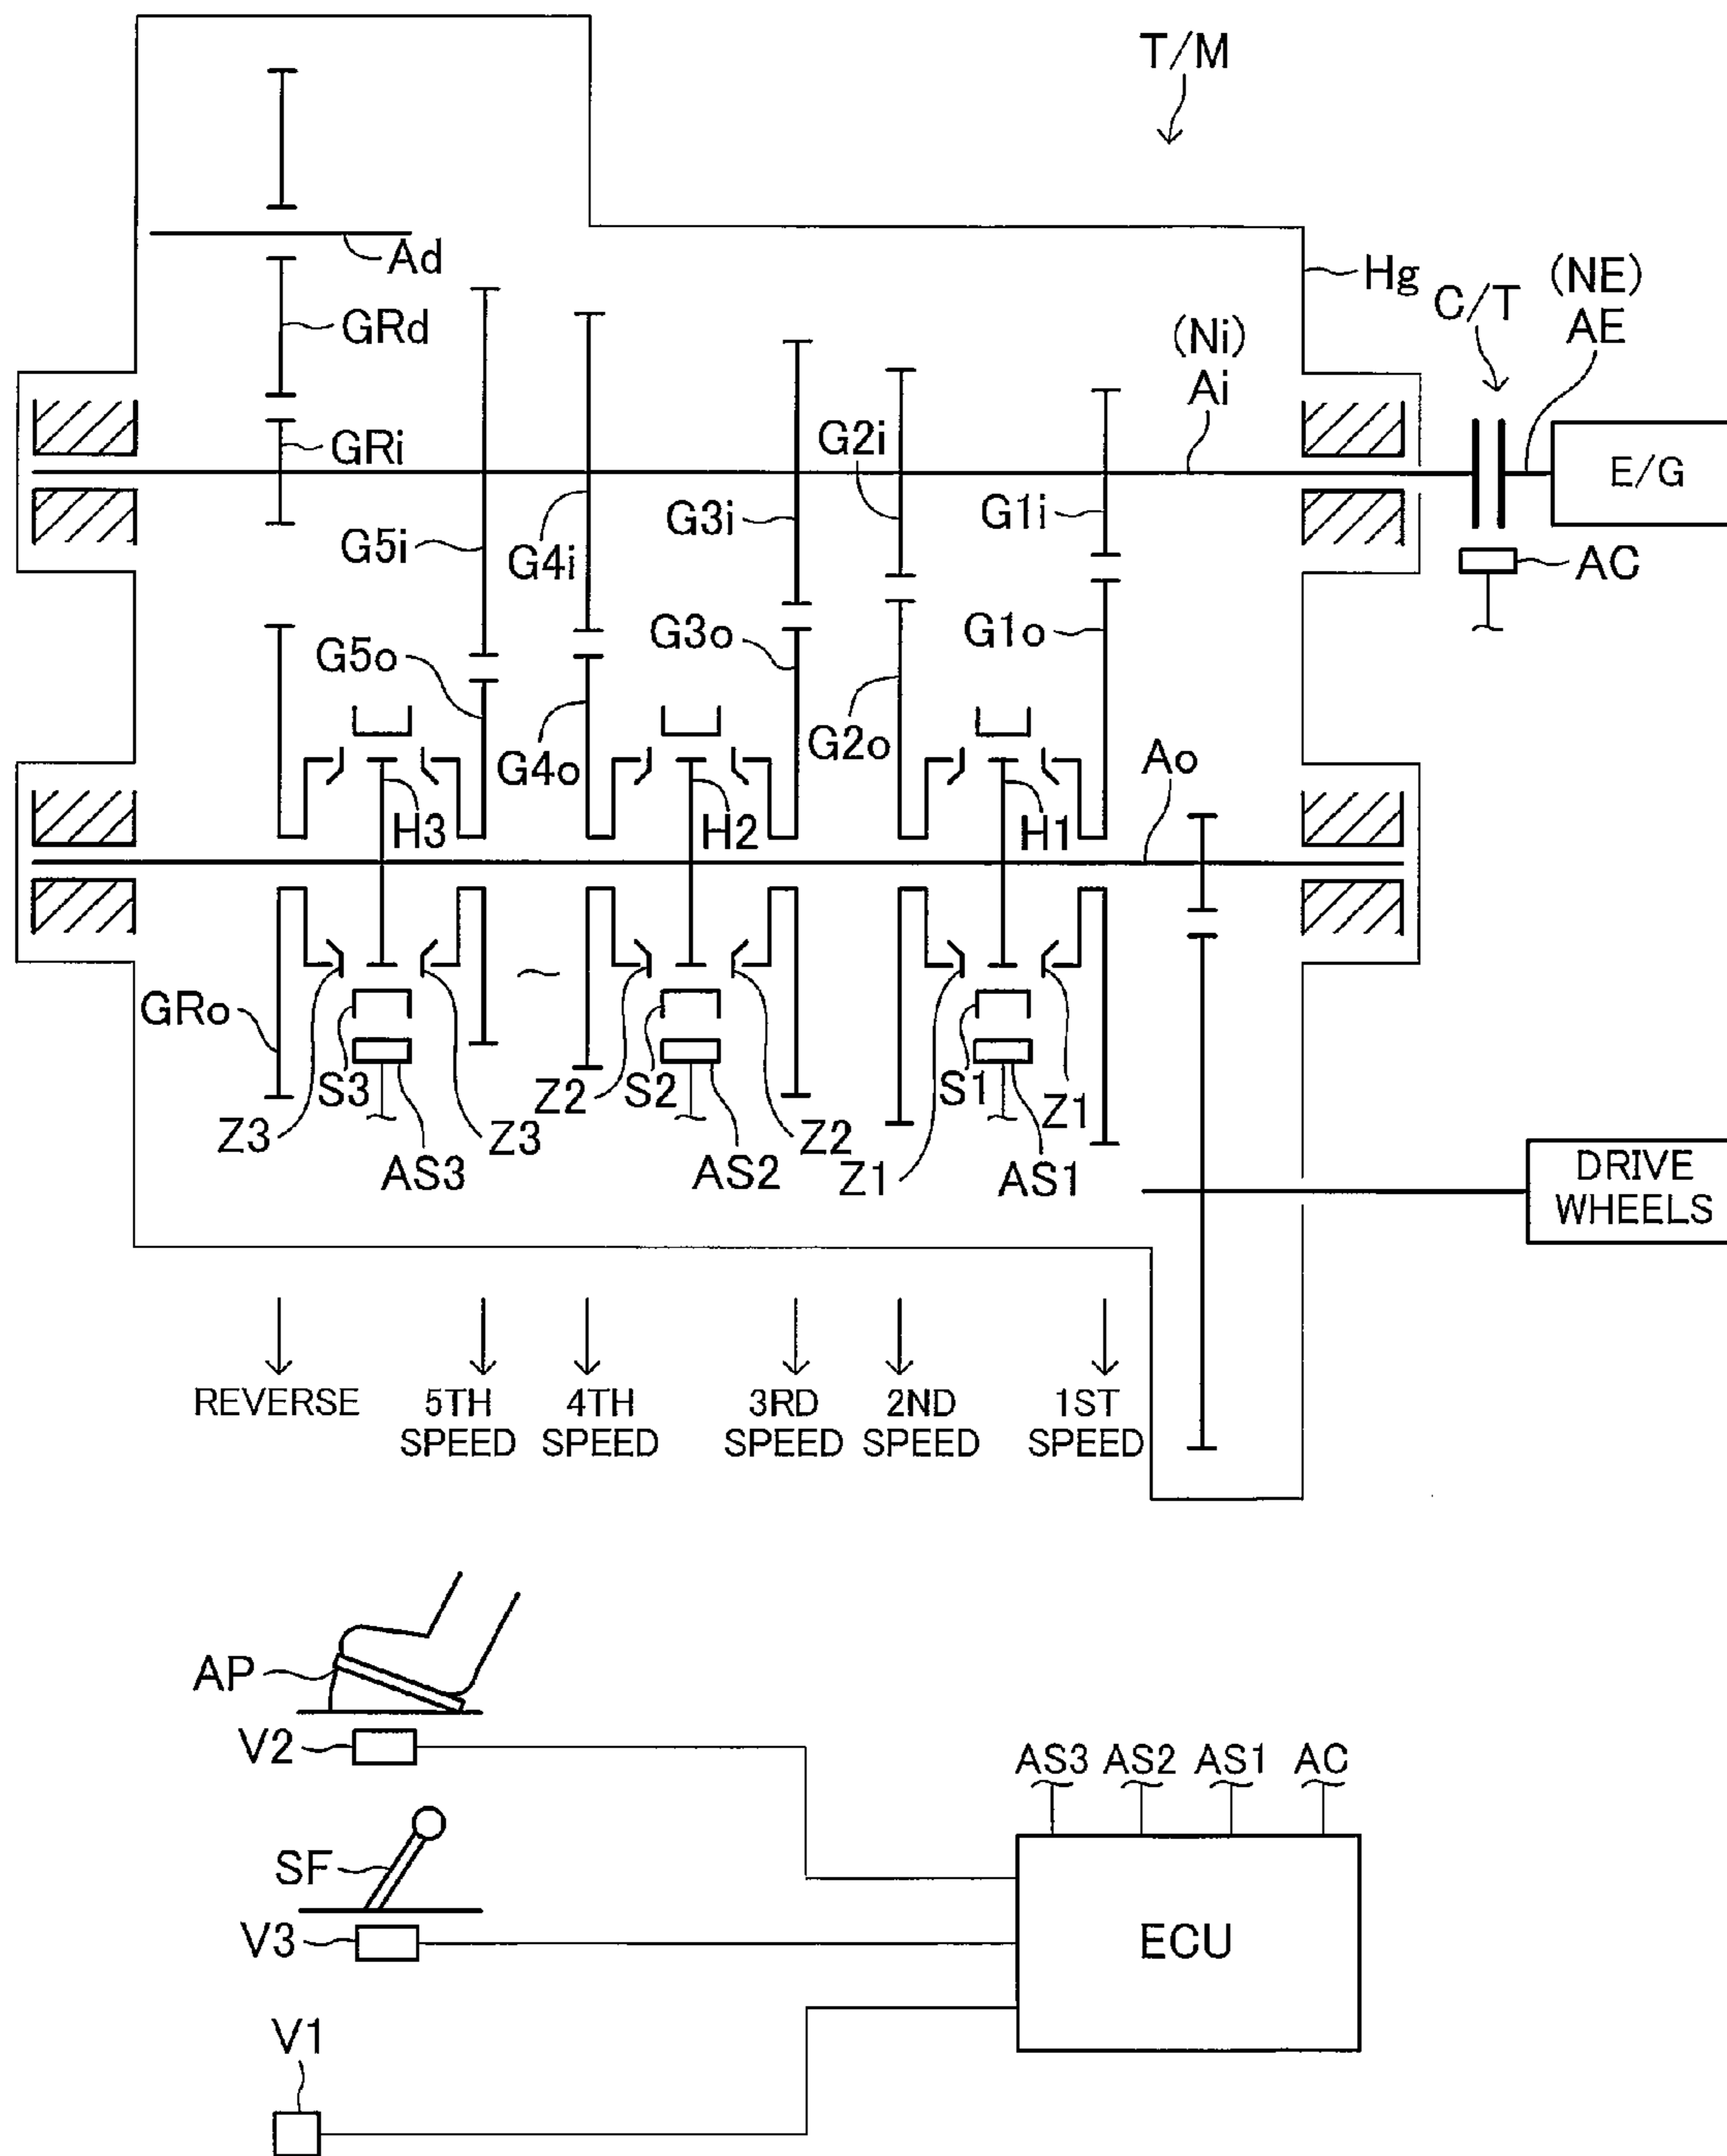 T/M
Ad
Hg
(NE)
C/T
AE
GRd
(Ni)
Ai
GRi
G2i
E/G
G3i
G1i
G5i
G4i
AC
G3o
G1o
G5o
G2o
G4o
Ao
H3
H2
H1
GRo
S3
S2
S1
Z2
Z1
Z3
Z3
Z2
Z1
AS3
AS2
AS1
DRIVE
WHEELS
REVERSE
5TH
SPEED
4TH
SPEED
3RD
SPEED
2ND
SPEED
1ST
SPEED
AP
V2
AS3
AS2
AS1
AC
SF
V3
ECU
V1